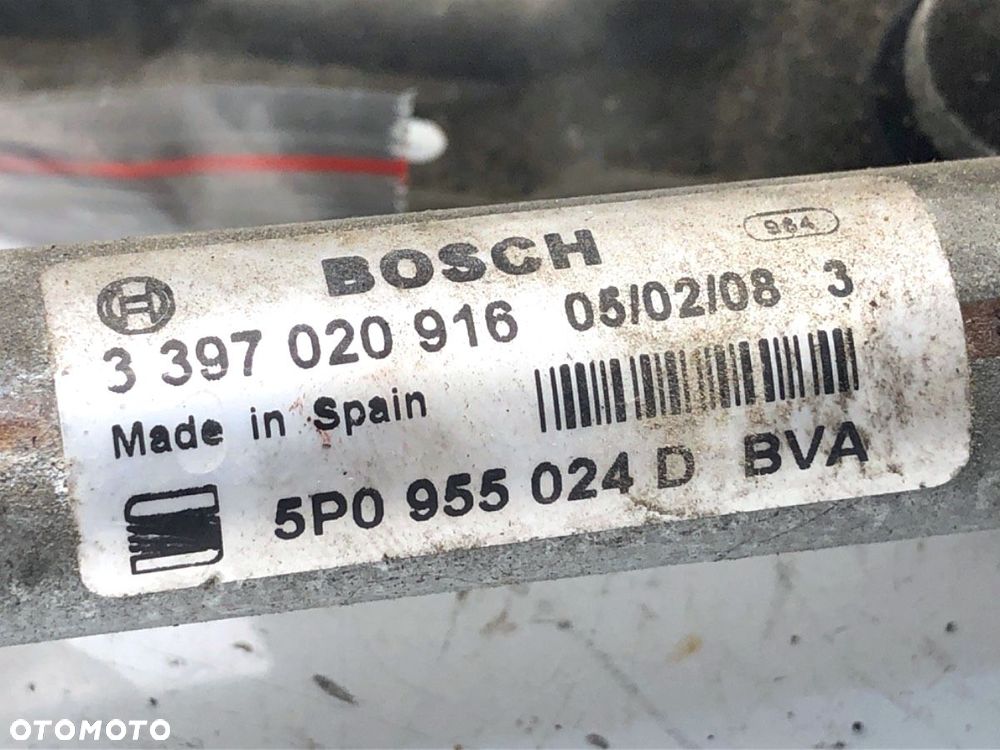 984
BOSCH
3 397 020 916 05/02/08 3
Made in Spain
5P0 955 024 D BVA
OTOMOTO